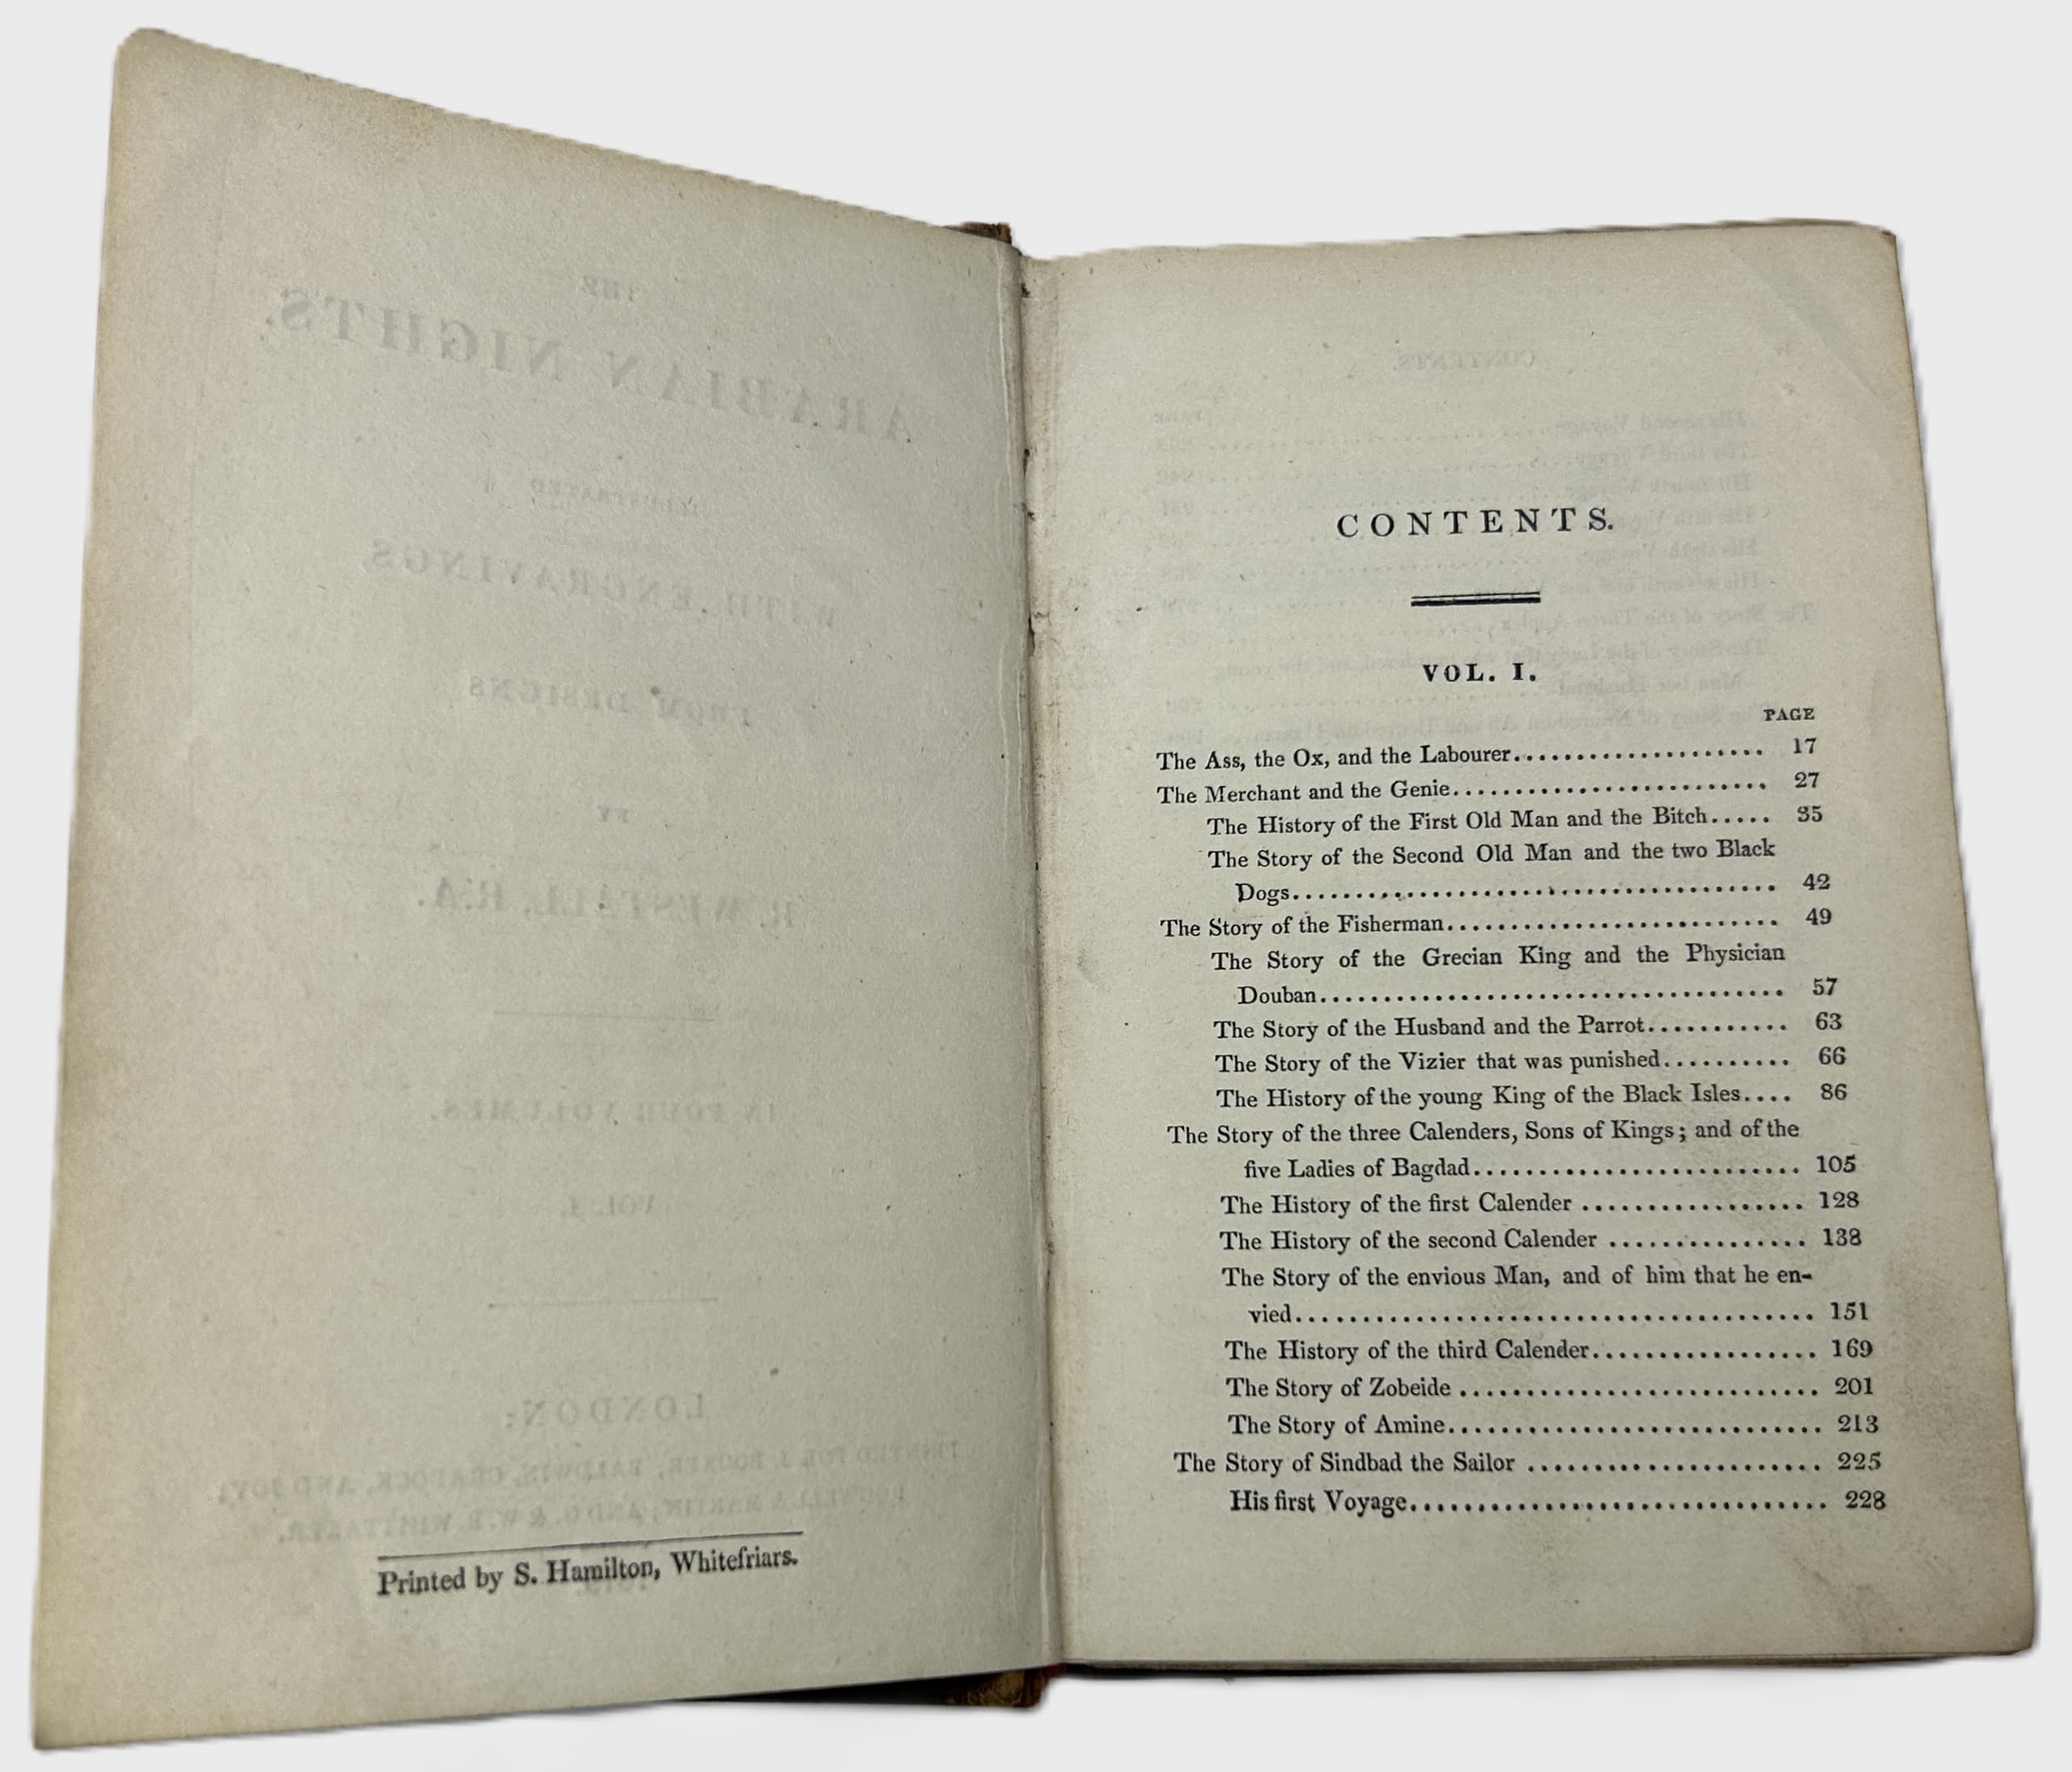 Printed by S. Hamilton, Whitefriars.
CONTENTS.
VOL. I.
PAGE
The Ass, the Ox, and the Labourer.................... 17
The Merchant and the Genie......................... 27
The History of the First Old Man and the Bitch..... 35
The Story of the Second Old Man and the two Black
Dogs...................................... 42
The Story of the Fisherman.......................... 49
The Story of the Grecian King and the Physician
Douban..................................... 57
The Story of the Husband and the Parrot........... 63
The Story of the Vizier that was punished.......... 66
The History of the young King of the Black Isles.... 86
The Story of the three Calenders, Sons of Kings; and of the
five Ladies of Bagdad......................... 105
The History of the first Calender ................. 128
The History of the second Calender ............... 138
The Story of the envious Man, and of him that he en-
vied....................................... 151
The History of the third Calender................. 169
The Story of Zobeide ........................... 201
The Story of Amine............................ 213
The Story of Sindbad the Sailor ...................... 225
His first Voyage............................... 228